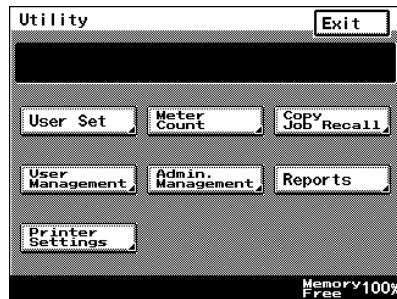 Utility
Exit
User Set
Meter
Count
Copy
Job Recall
User
Management
Admin.
Management
Reports
Printer
Settings
Memory
Free
100%